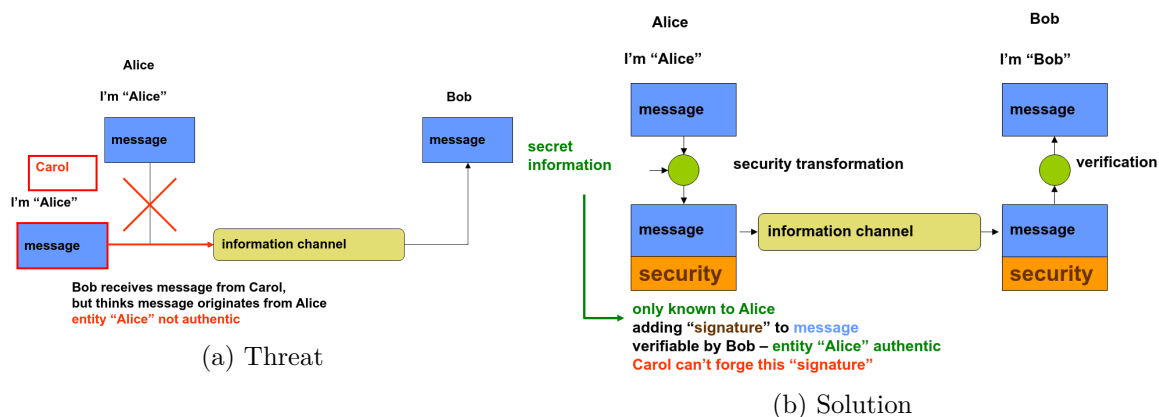 Alice
I'm “Alice”
message
Carol
I'm “Alice”
message
Bob
message
information channel
Bob receives message from Carol,
but thinks message originates from Alice
entity “Alice” not authentic
(a) Threat
Alice
I'm “Alice”
message
secret
information
security transformation
message
security
information channel
Bob
I'm “Bob”
message
verification
message
security
only known to Alice
adding “signature” to message
verifiable by Bob – entity “Alice” authentic
Carol can't forge this “signature”
(b) Solution